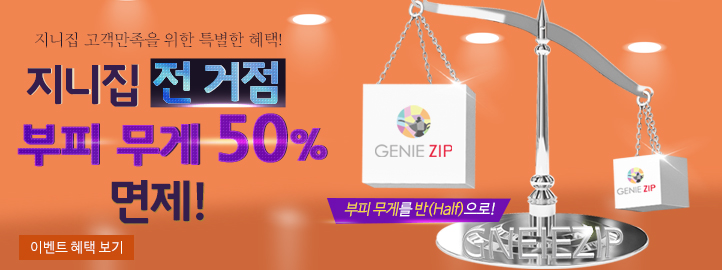 지니집 고객만족을 위한 특별한 혜택!
지니집 전 거점
부피 무게 50%
면제!
이벤트 혜택 보기
GENIE ZIP
부피 무게를 반(Half)으로!
GENIE ZIP